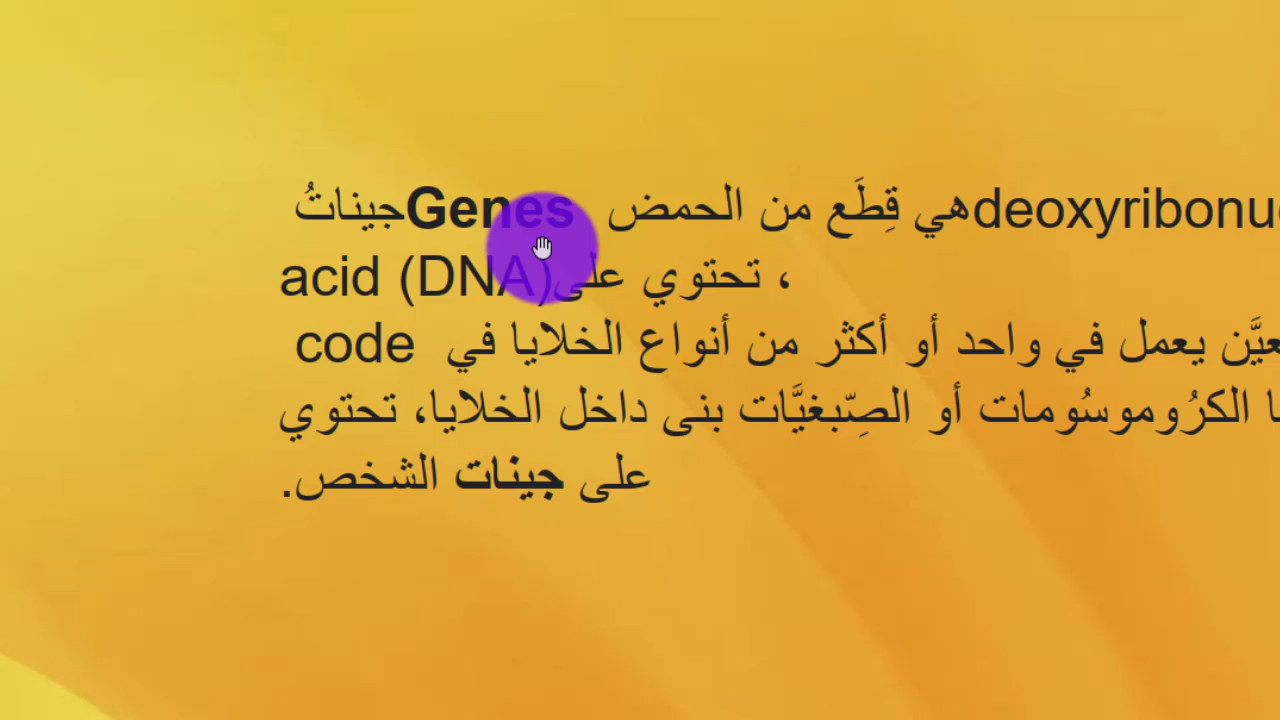 جيناتُ Genes هي قِطَع من الحمض deoxyribonu
acid (DNA) ، تحتوي على
code يعمل في واحد أو أكثر من أنواع الخلايا في
الكرُوموسُومات أو الصِّبغيَّات بنى داخل الخلايا، تحتوي
على جينات الشخص.